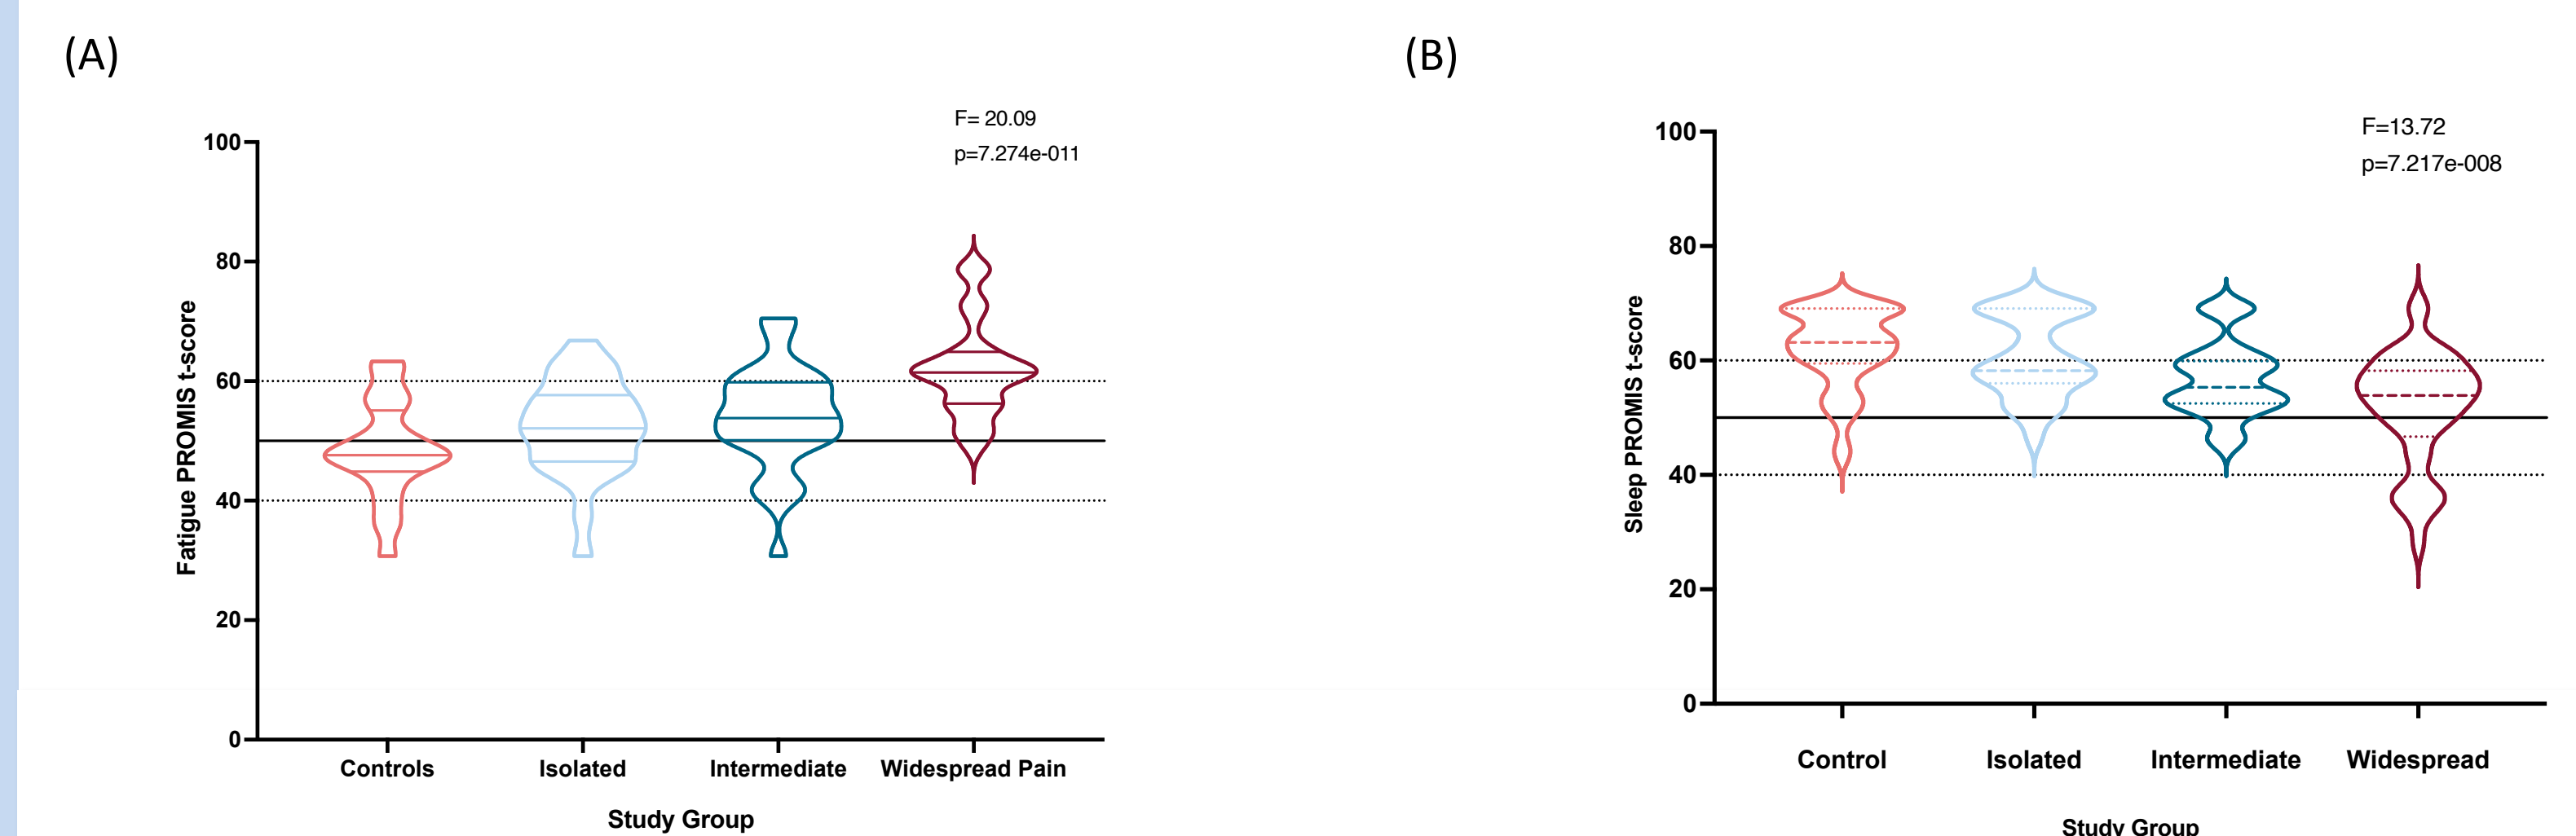 (A)
F= 20.09
p=7.274e-011
100
80
60
40
20
0
Fatigue PROMIS t-score
Controls Isolated Intermediate Widespread Pain
Study Group
(B)
F=13.72
p=7.217e-008
100
80
60
40
20
0
Sleep PROMIS t-score
Control Isolated Intermediate Widespread
Study Group